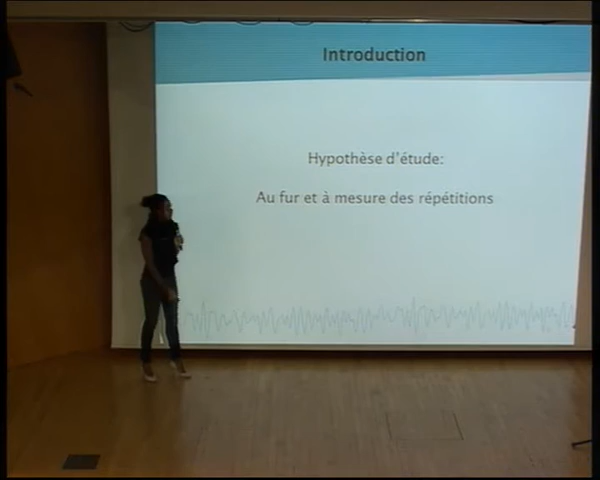 Introduction
Hypothèse d'étude:
Au fur et à mesure des répétitions